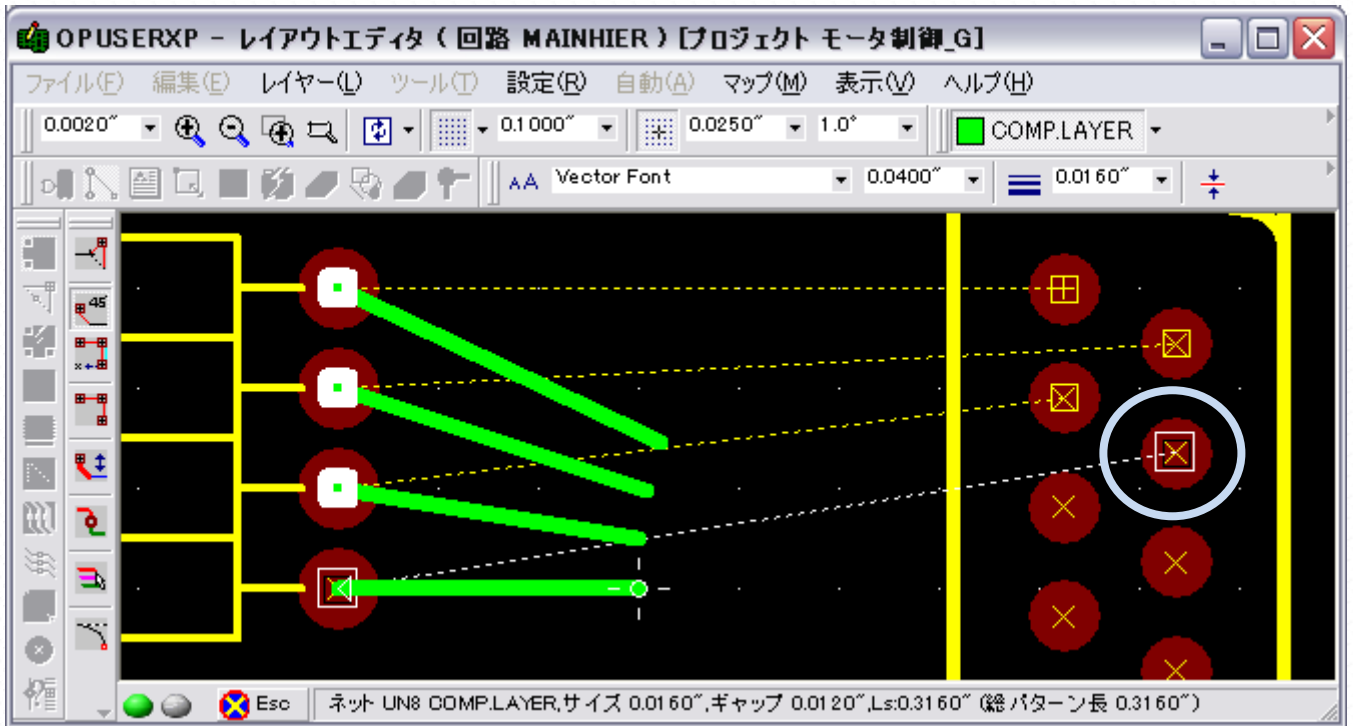 OPUSERXP - レイアウトエディタ ( 回路 MAINHIER ) [プロジェクト モータ制御_G]
ファイル(F) 編集(E) レイヤー(L) ツール(T) 設定(R) 自動(A) マップ(M) 表示(V) ヘルプ(H)
0.0020" 0.1000" 0.0250" 1.0° COMP.LAYER
AA Vector Font 0.0400" 0.0160"
45
Esc ネット UN8 COMP.LAYER,サイズ 0.0160",ギャップ 0.0120",Ls:0.3160" (総パターン長 0.3160")